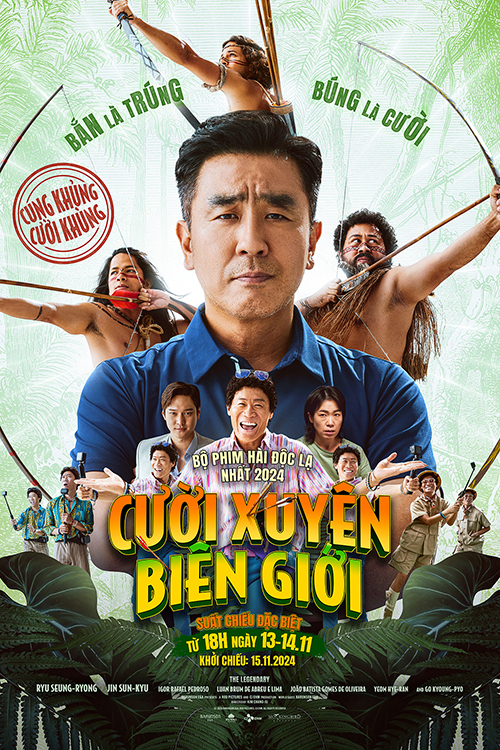 BẮN LÀ TRÚNG
BÚNG LÀ CƯỜI
CÚNG KHỦNG
CƯỜI KHÙNG
BỘ PHIM HÀI ĐỘC LẠ
NHẤT 2024
CƯỜI XUYÊN
BIÊN GIỚI
SUẤT CHIẾU ĐẶC BIỆT
TỪ 18H NGÀY 13-14.11
KHỞI CHIẾU: 15.11.2024
THE LEGENDARY
RYU SEUNG-RYONG JIN SUN-KYU IGOR RAFAEL PEDROSO LUAN BRUM DE ABREU E LIMA JOÃO BATISTA GOMES DE OLIVEIRA YEOM HYE-RAN AND GO KYOUNG-PYO